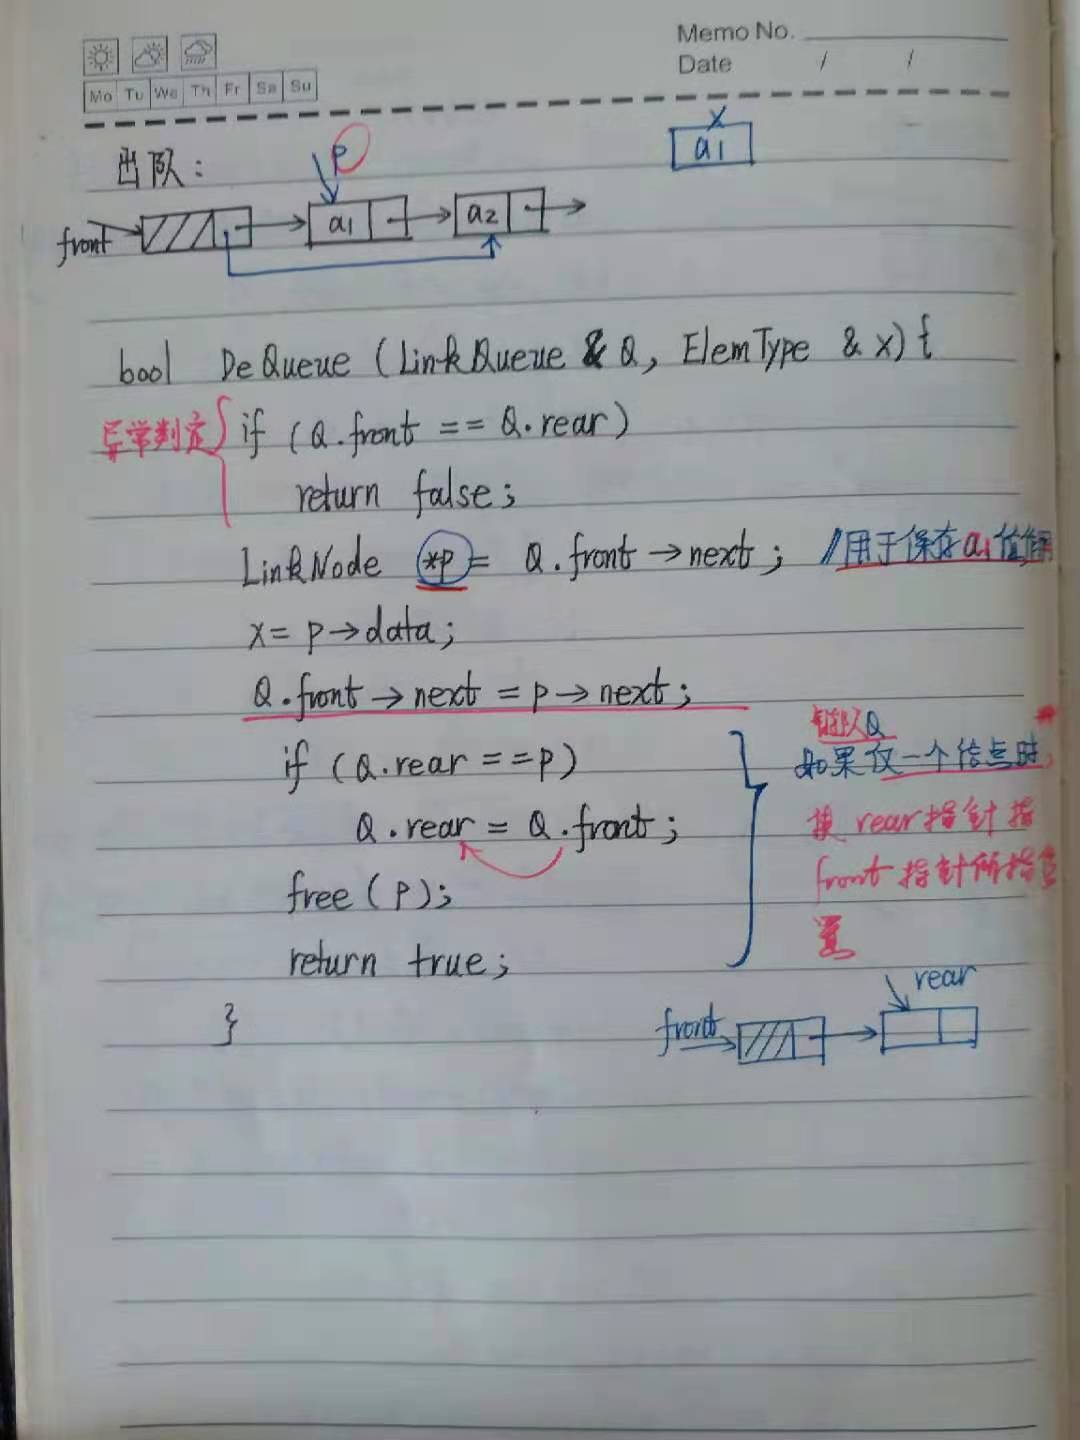 Memo No.
Date / /
Mo Tu We Th Fr Sa Su
出队：
p
x
a1
front
a1
a2
bool DeQueue (LinkQueue & Q, ElemType & x) {
异常判定
if (Q.front == Q.rear)
return false;
LinkNode *p = Q.front→next; //用于保存a1
x = p→data;
Q.front→next = p→next;
链队Q
if (Q.rear == p)
如果仅一个结点时,
Q.rear = Q.front;
rear指针指
free(p);
front指针所指
置
return true;
}
rear
front